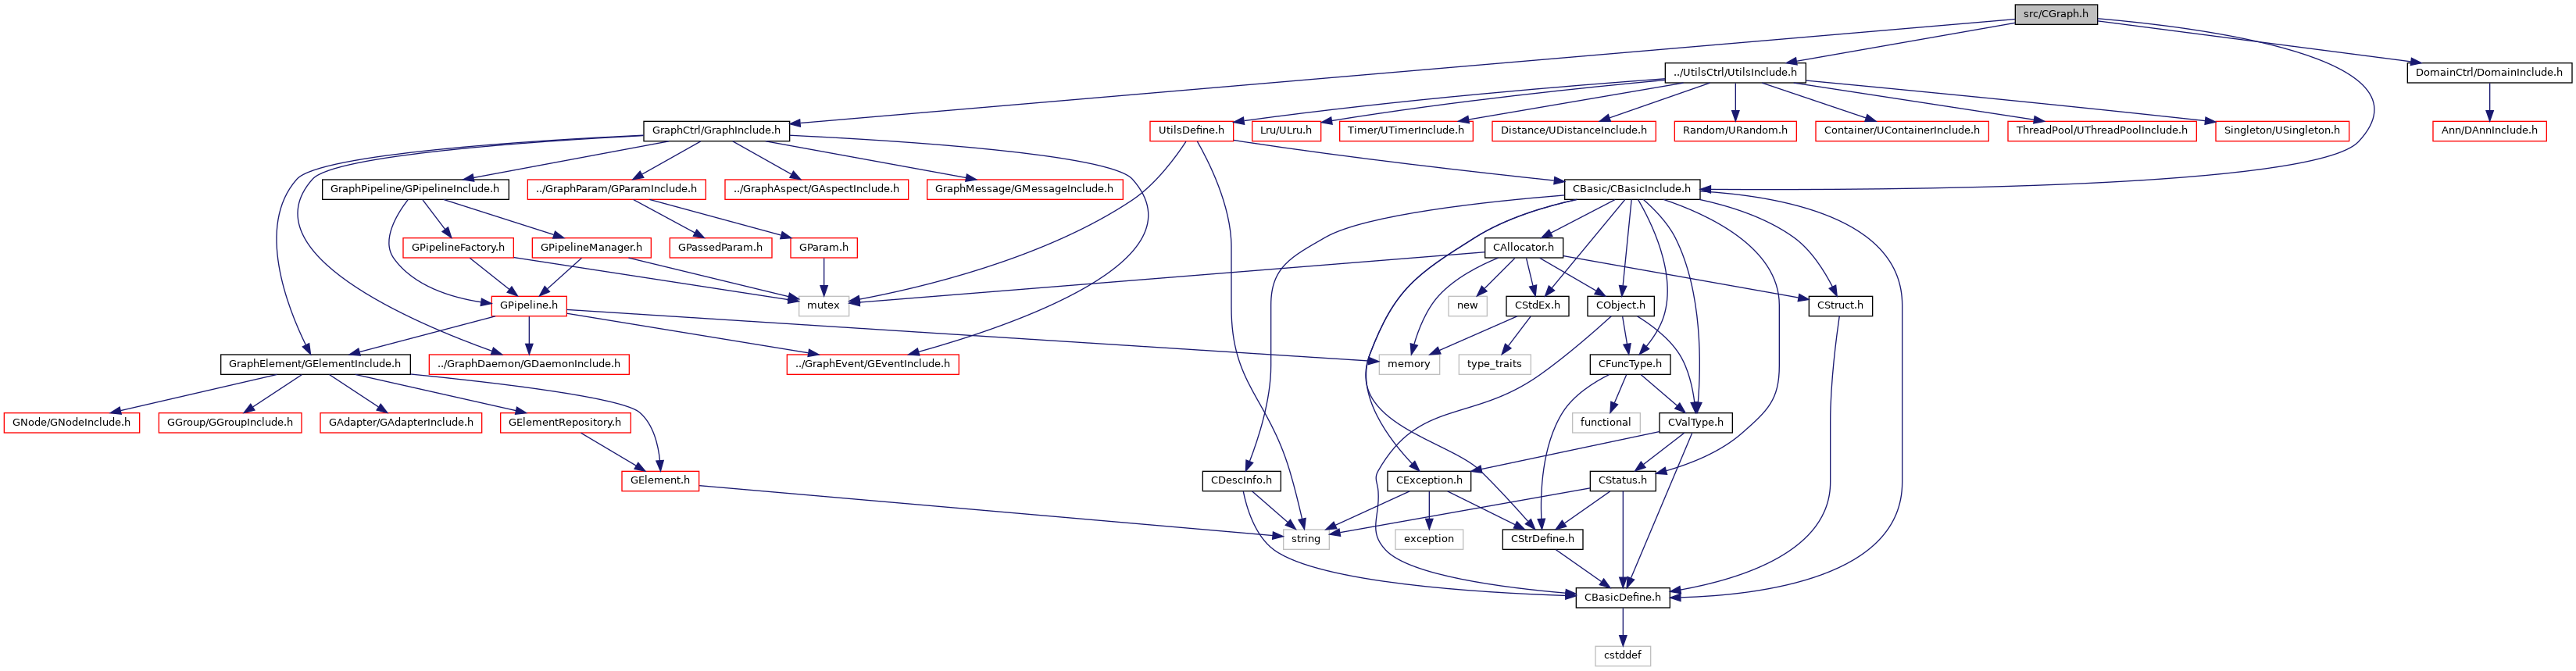 src/CGraph.h
../UtilsCtrl/UtilsInclude.h
DomainCtrl/DomainInclude.h
GraphCtrl/GraphInclude.h
UtilsDefine.h
Lru/ULru.h
Timer/UTimerInclude.h
Distance/UDistanceInclude.h
Random/URandom.h
Container/UContainerInclude.h
ThreadPool/UThreadPoolInclude.h
Singleton/USingleton.h
Ann/DAnnInclude.h
GraphPipeline/GPipelineInclude.h
../GraphParam/GParamInclude.h
../GraphAspect/GAspectInclude.h
GraphMessage/GMessageInclude.h
CBasic/CBasicInclude.h
GPipelineFactory.h
GPipelineManager.h
GPassedParam.h
GParam.h
CAllocator.h
GPipeline.h
mutex
new
CStdEx.h
CObject.h
CStruct.h
GraphElement/GElementInclude.h
../GraphDaemon/GDaemonInclude.h
../GraphEvent/GEventInclude.h
memory
type_traits
CFuncType.h
GNode/GNodeInclude.h
GGroup/GGroupInclude.h
GAdapter/GAdapterInclude.h
GElementRepository.h
functional
CValType.h
GElement.h
CDescInfo.h
CException.h
CStatus.h
string
exception
CStrDefine.h
CBasicDefine.h
cstddef